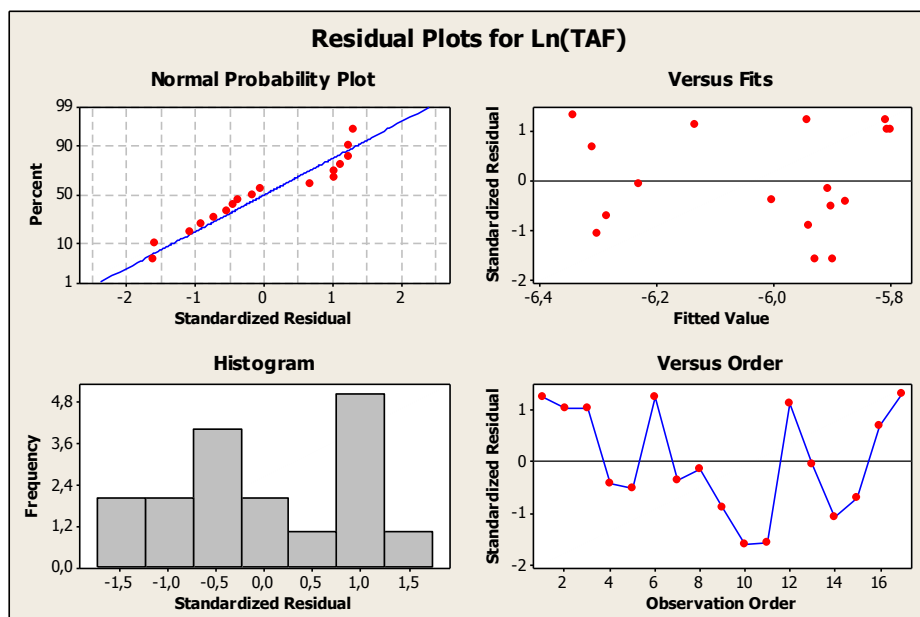 Residual Plots for Ln(TAF)
Normal Probability Plot
99
90
50
10
1
Percent
-2 -1 0 1 2
Standardized Residual
Versus Fits
1
0
-1
-2
Standardized Residual
-6,4 -6,2 -6,0 -5,8
Fitted Value
Histogram
4,8
3,6
2,4
1,2
0,0
Frequency
-1,5 -1,0 -0,5 0,0 0,5 1,0 1,5
Standardized Residual
Versus Order
1
0
-1
-2
Standardized Residual
2 4 6 8 10 12 14 16
Observation Order